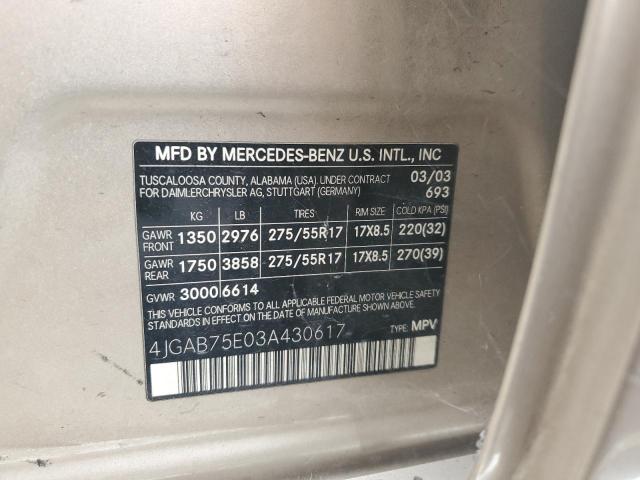 MFD BY MERCEDES-BENZ U.S. INTL., INC
TUSCALOOSA COUNTY, ALABAMA (USA). UNDER CONTRACT 03/03
FOR DAIMLERCHRYSLER AG, STUTTGART (GERMANY) 693
KG LB TIRES RIM SIZE COLD KPA (PSI)
GAWR FRONT 1350 2976 275/55R17 17X8.5 220(32)
GAWR REAR 1750 3858 275/55R17 17X8.5 270(39)
GVWR 3000 6614
THIS VEHICLE CONFORMS TO ALL APPLICABLE FEDERAL MOTOR VEHICLE SAFETY
STANDARDS IN EFFECT ON THE DATE OF MANUFACTURE SHOWN ABOVE.
4JGAB75E03A430617 TYPE: MPV